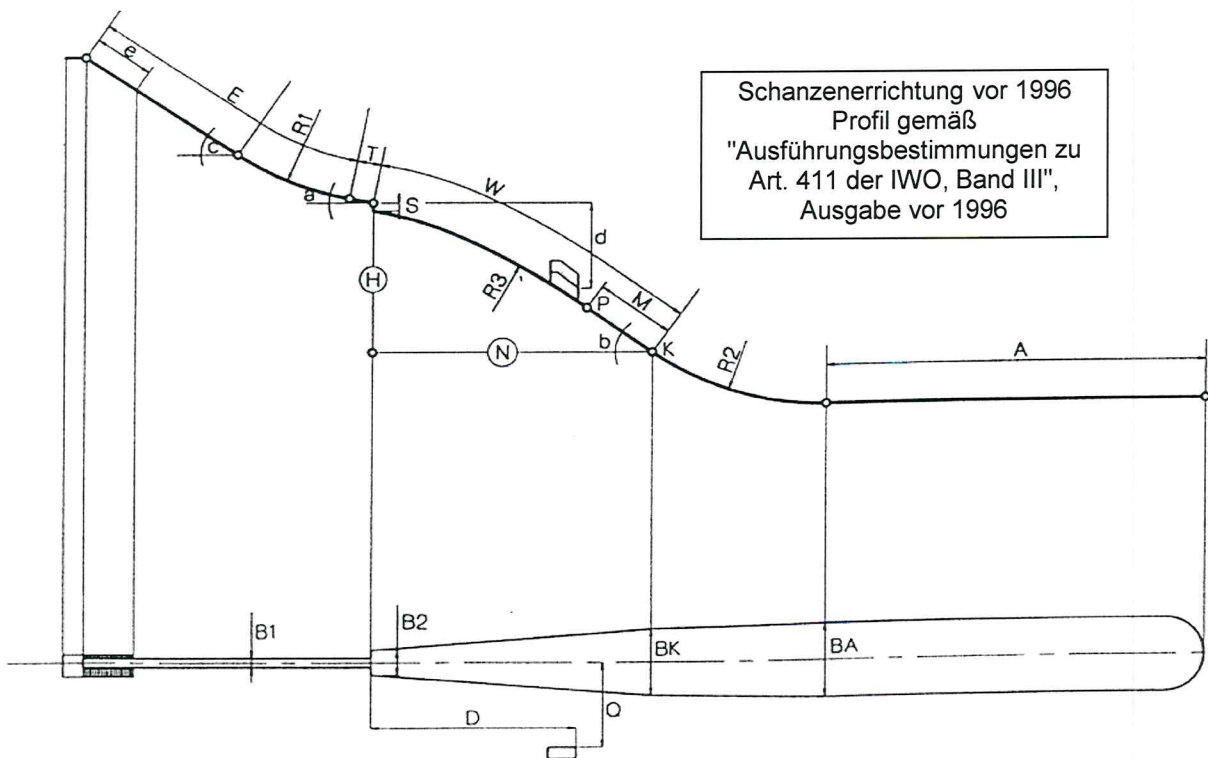 e
E
R1
c
T
a
S
W
d
H
R3
P
M
b
K
N
R2
A
Schanzenerrichtung vor 1996
Profil gemäß
"Ausführungsbestimmungen zu
Art. 411 der IWO, Band III",
Ausgabe vor 1996
B1
B2
BK
BA
D
Q